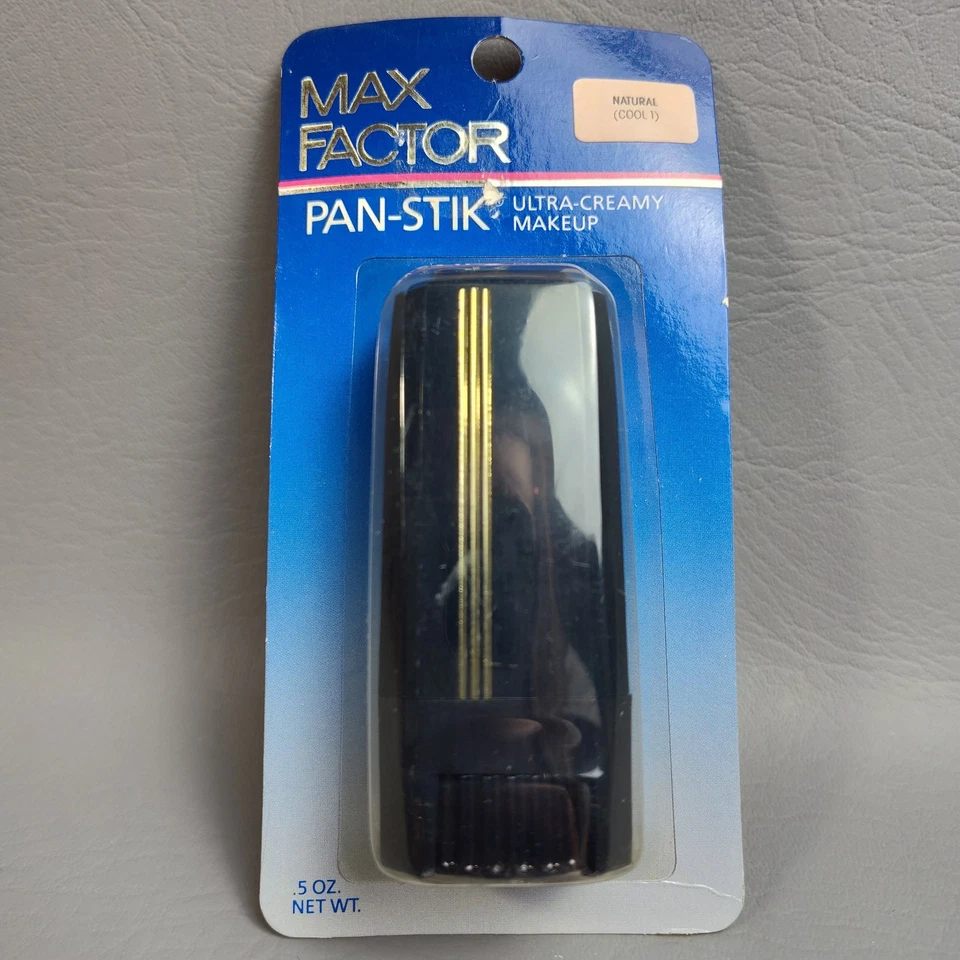 MAX
FACTOR
NATURAL
(COOL 1)
PAN-STIK
ULTRA-CREAMY
MAKEUP
.5 OZ.
NET WT.